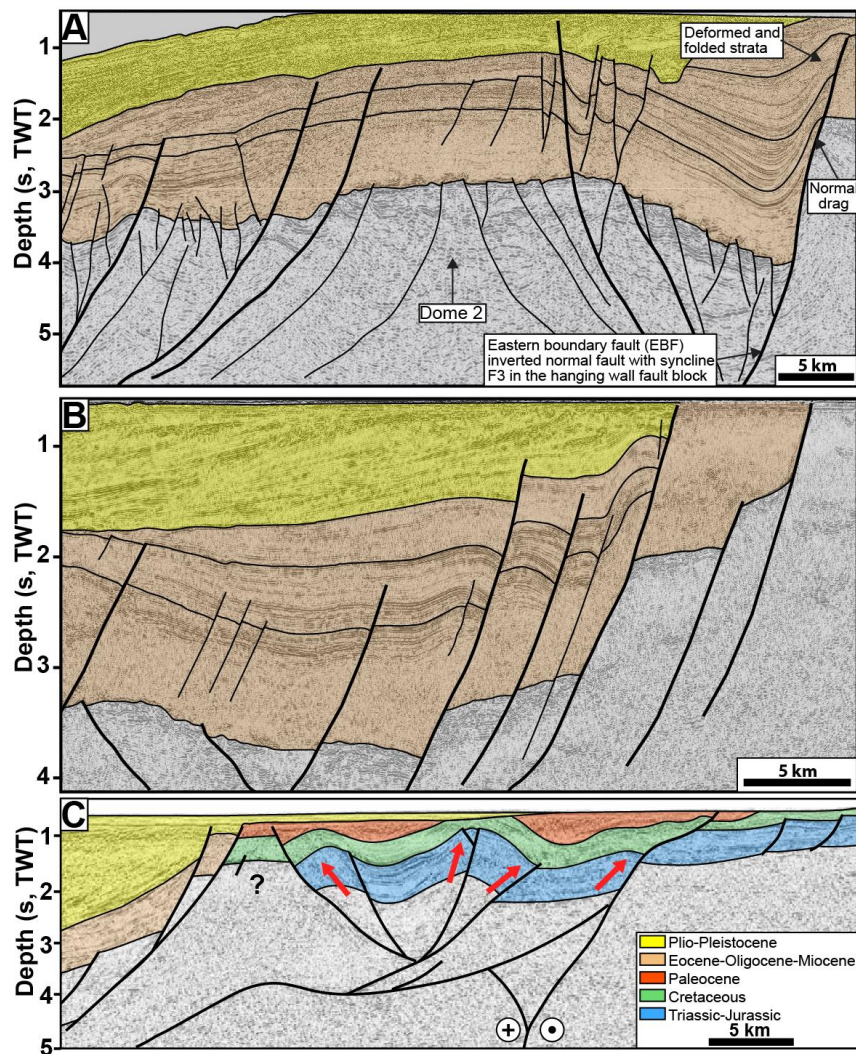 A
Depth (s, TWT)
1
2
3
4
5
Deformed and
folded strata
Normal
drag
Dome 2
Eastern boundary fault (EBF)
inverted normal fault with syncline
F3 in the hanging wall fault block
5 km
B
Depth (s, TWT)
1
2
3
4
5 km
C
Depth (s, TWT)
1
2
3
4
5
?
+
Plio-Pleistocene
Eocene-Oligocene-Miocene
Paleocene
Cretaceous
Triassic-Jurassic
5 km